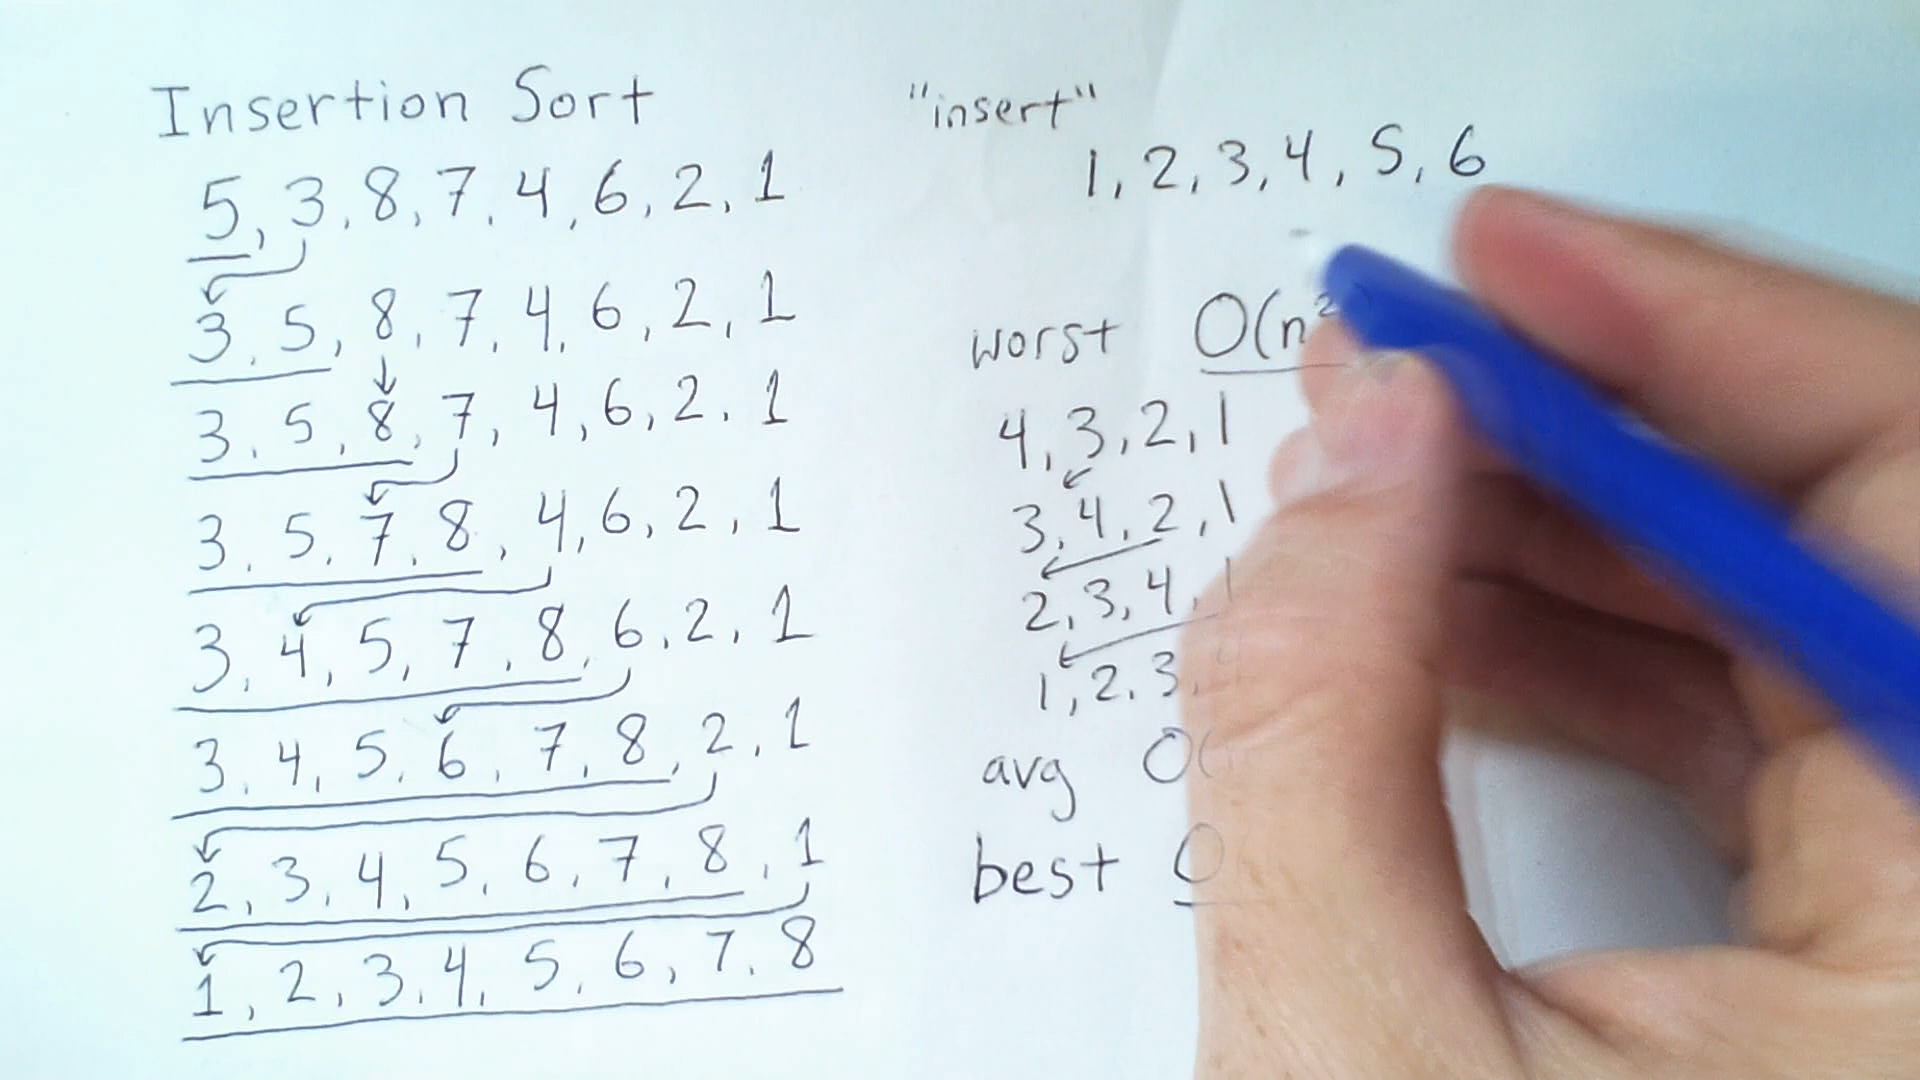 Insertion Sort
5, 3, 8, 7, 4, 6, 2, 1
3, 5, 8, 7, 4, 6, 2, 1
3, 5, 8, 7, 4, 6, 2, 1
3, 5, 7, 8, 4, 6, 2, 1
3, 4, 5, 7, 8, 6, 2, 1
3, 4, 5, 6, 7, 8, 2, 1
2, 3, 4, 5, 6, 7, 8, 1
1, 2, 3, 4, 5, 6, 7, 8
"insert"
1, 2, 3, 4, 5, 6
worst O(n²
4, 3, 2, 1
3, 4, 2, 1
2, 3, 4, 1
1, 2, 3, 4
avg O(
best O